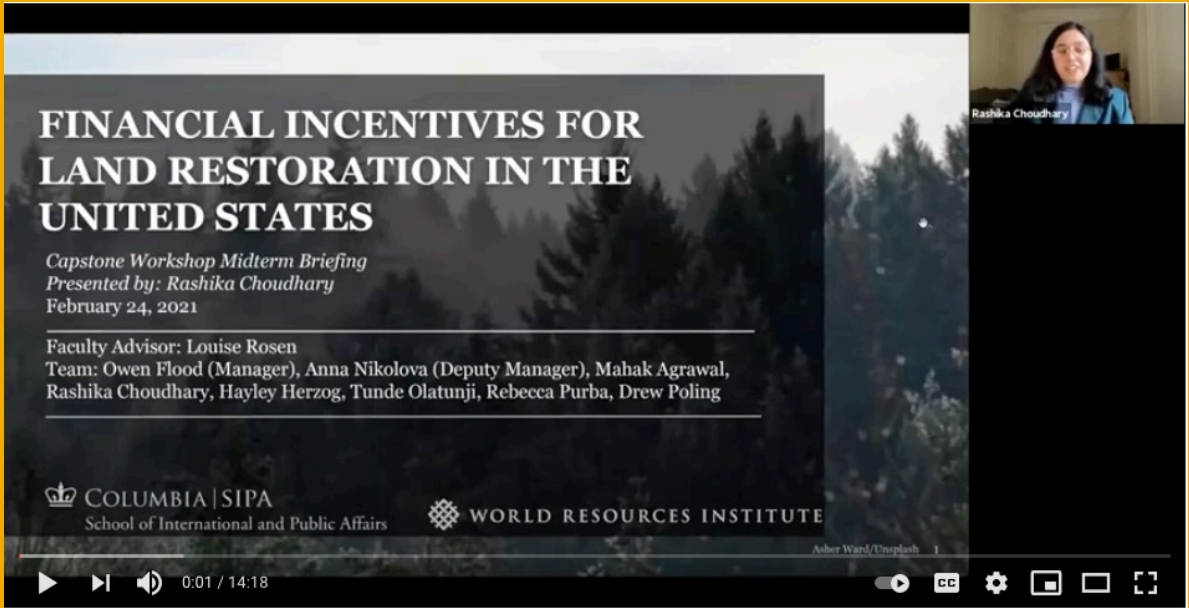 FINANCIAL INCENTIVES FOR
LAND RESTORATION IN THE
UNITED STATES
Capstone Workshop Midterm Briefing
Presented by: Rashika Choudhary
February 24, 2021
Faculty Advisor: Louise Rosen
Team: Owen Flood (Manager), Anna Nikolova (Deputy Manager), Mahak Agrawal,
Rashika Choudhary, Hayley Herzog, Tunde Olatunji, Rebecca Purba, Drew Poling
COLUMBIA | SIPA
School of International and Public Affairs
WORLD RESOURCES INSTITUTE
Asher Ward/Unsplash 1
Rashika Choudhary
0:01 / 14:18
CC